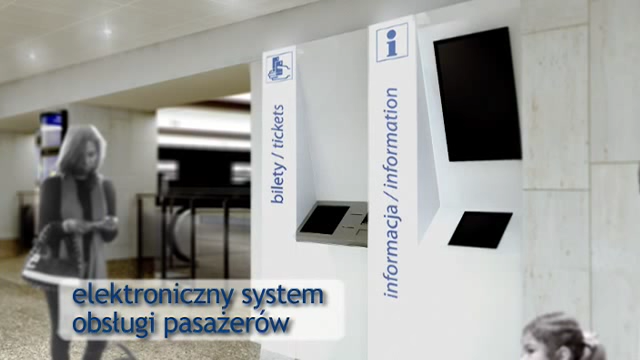 bilety / tickets
i
informacja / information
elektroniczny system
obsługi pasażerów